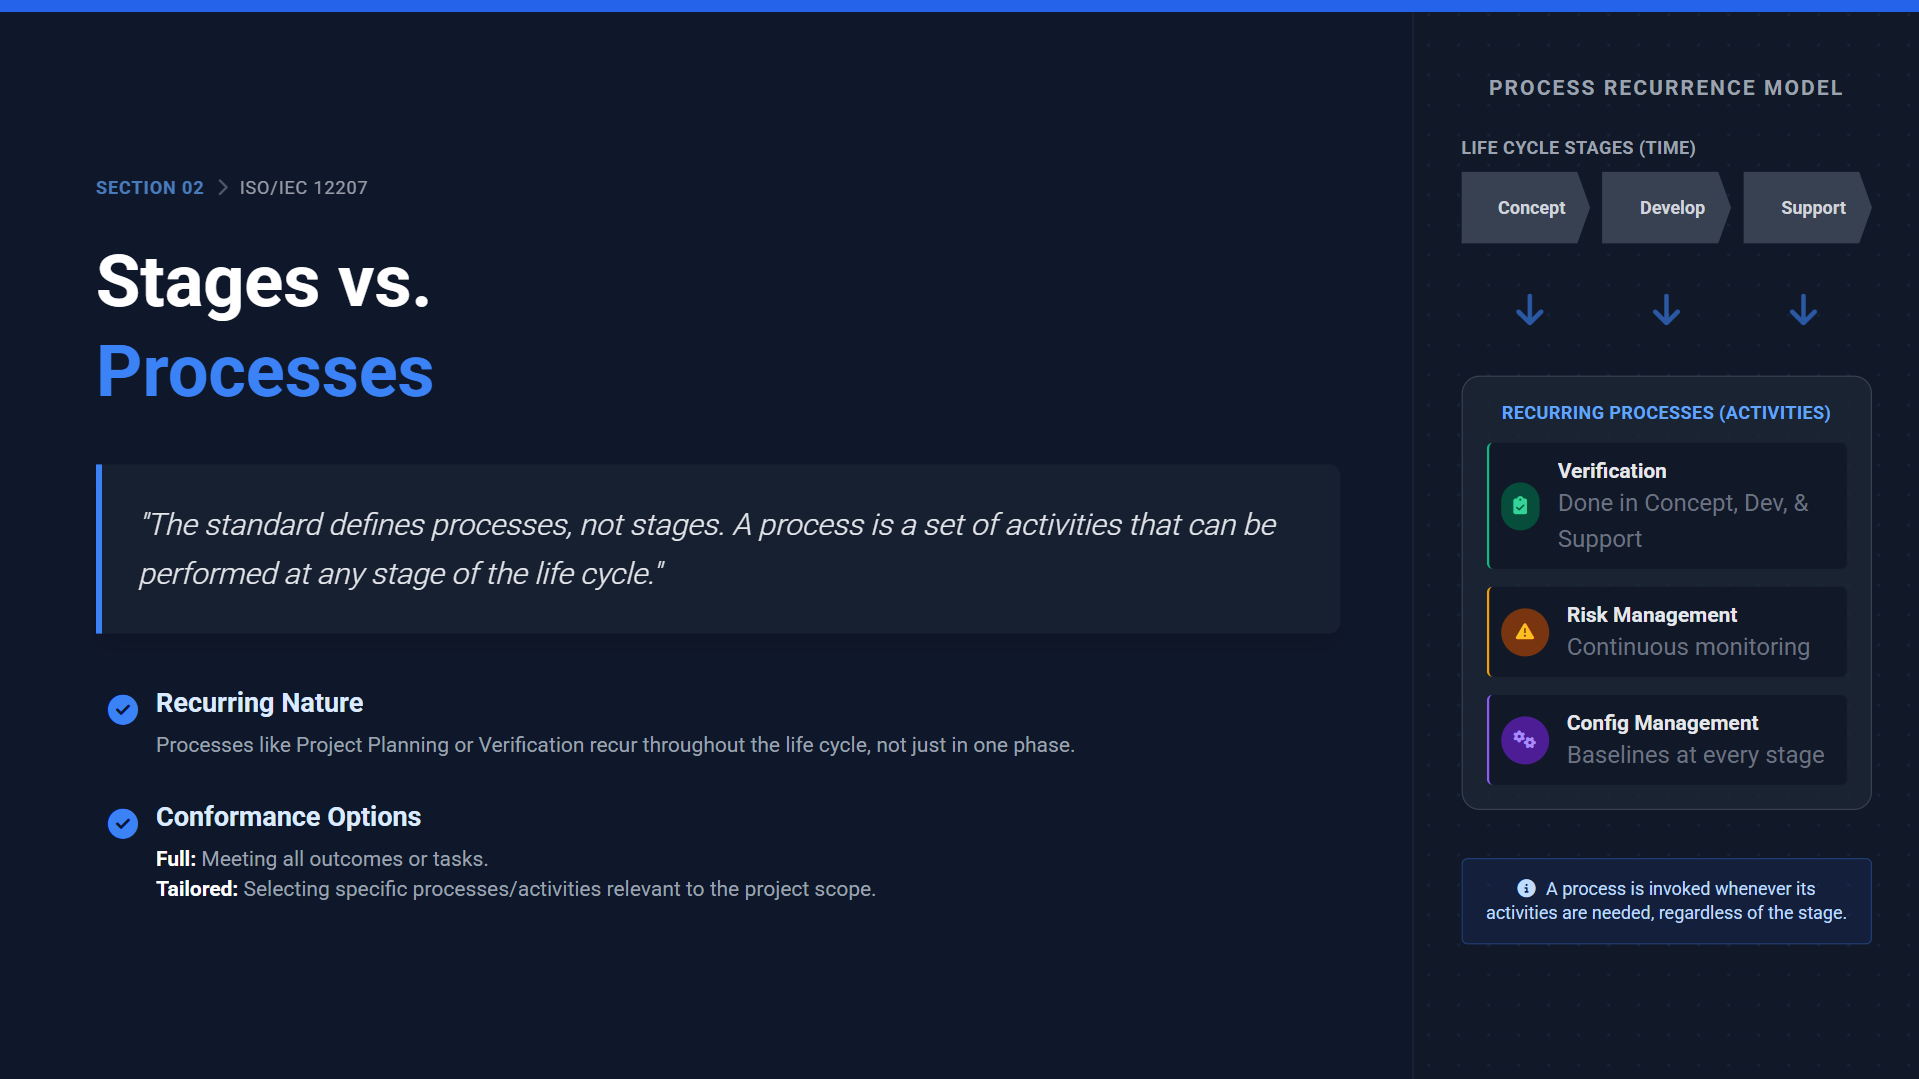 SECTION 02 > ISO/IEC 12207
Stages vs.
Processes
"The standard defines processes, not stages. A process is a set of activities that can be
performed at any stage of the life cycle."
Recurring Nature
Processes like Project Planning or Verification recur throughout the life cycle, not just in one phase.
Conformance Options
Full: Meeting all outcomes or tasks.
Tailored: Selecting specific processes/activities relevant to the project scope.
PROCESS RECURRENCE MODEL
LIFE CYCLE STAGES (TIME)
Concept
Develop
Support
RECURRING PROCESSES (ACTIVITIES)
Verification
Done in Concept, Dev, &
Support
Risk Management
Continuous monitoring
Config Management
Baselines at every stage
A process is invoked whenever its
activities are needed, regardless of the stage.